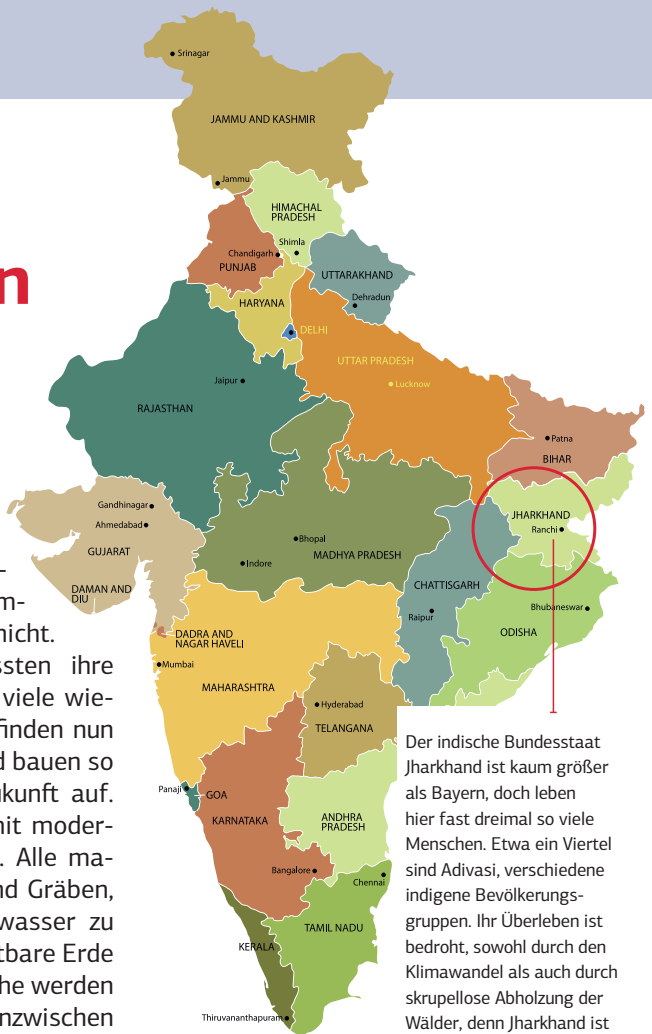 n
Srinagar
JAMMU AND KASHMIR
Jammu
HIMACHAL
PRADESH
Shimla
Chandigarh
PUNJAB
UTTARAKHAND
Dehradun
HARYANA
DELHI
UTTAR PRADESH
Lucknow
Jaipur
RAJASTHAN
Patna
BIHAR
JHARKHAND
Ranchi
Gandhinagar
Ahmedabad
GUJARAT
Bhopal
MADHYA PRADESH
Indore
CHATTISGARH
Raipur
DAMAN AND
DIU
Bhubaneswar
ODISHA
DADRA AND
NAGAR HAVELI
Mumbai
MAHARASHTRA
Hyderabad
TELANGANA
Panaji
GOA
KARNATAKA
ANDHRA
PRADESH
Bangalore
Chennai
TAMIL NADU
KERALA
Thiruvananthapuram
-
m-
nicht.
ssten ihre
viele wie-
finden nun
d bauen so
kunft auf.
mit moder-
. Alle ma-
nd Gräben,
wasser zu
tbare Erde
che werden
nzwischen
Der indische Bundesstaat
Jharkhand ist kaum größer
als Bayern, doch leben
hier fast dreimal so viele
Menschen. Etwa ein Viertel
sind Adivasi, verschiedene
indigene Bevölkerungs-
gruppen. Ihr Überleben ist
bedroht, sowohl durch den
Klimawandel als auch durch
skrupellose Abholzung der
Wälder, denn Jharkhand ist